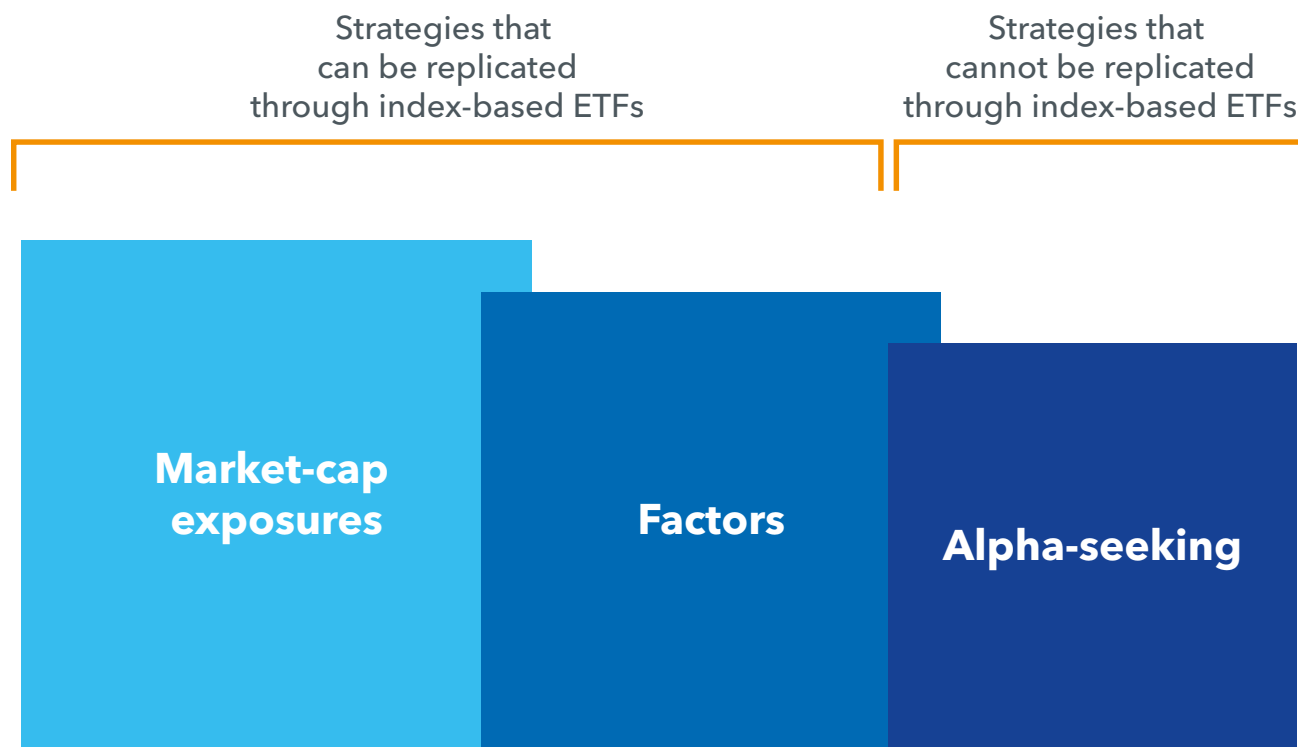 Strategies that
can be replicated
through index-based ETFs
Strategies that
cannot be replicated
through index-based ETFs
Market-cap
exposures
Factors
Alpha-seeking